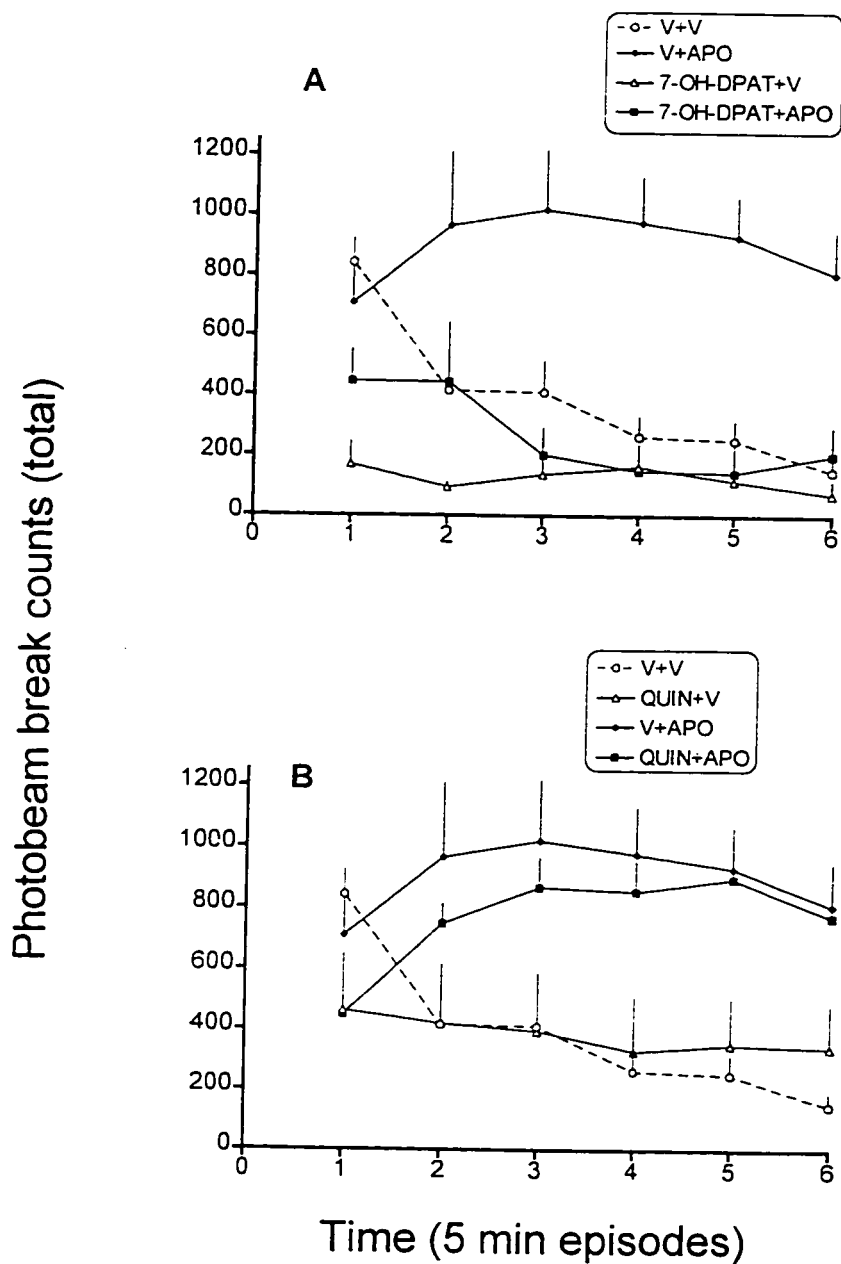 V+V
V+APO
7-OH-DPAT+V
7-OH-DPAT+APO
A
1200
1000
800
600
400
200
0
0 1 2 3 4 5 6
V+V
QUIN+V
V+APO
QUIN+APO
B
1200
1000
800
600
400
200
0
0 1 2 3 4 5 6
Photobeam break counts (total)
Time (5 min episodes)